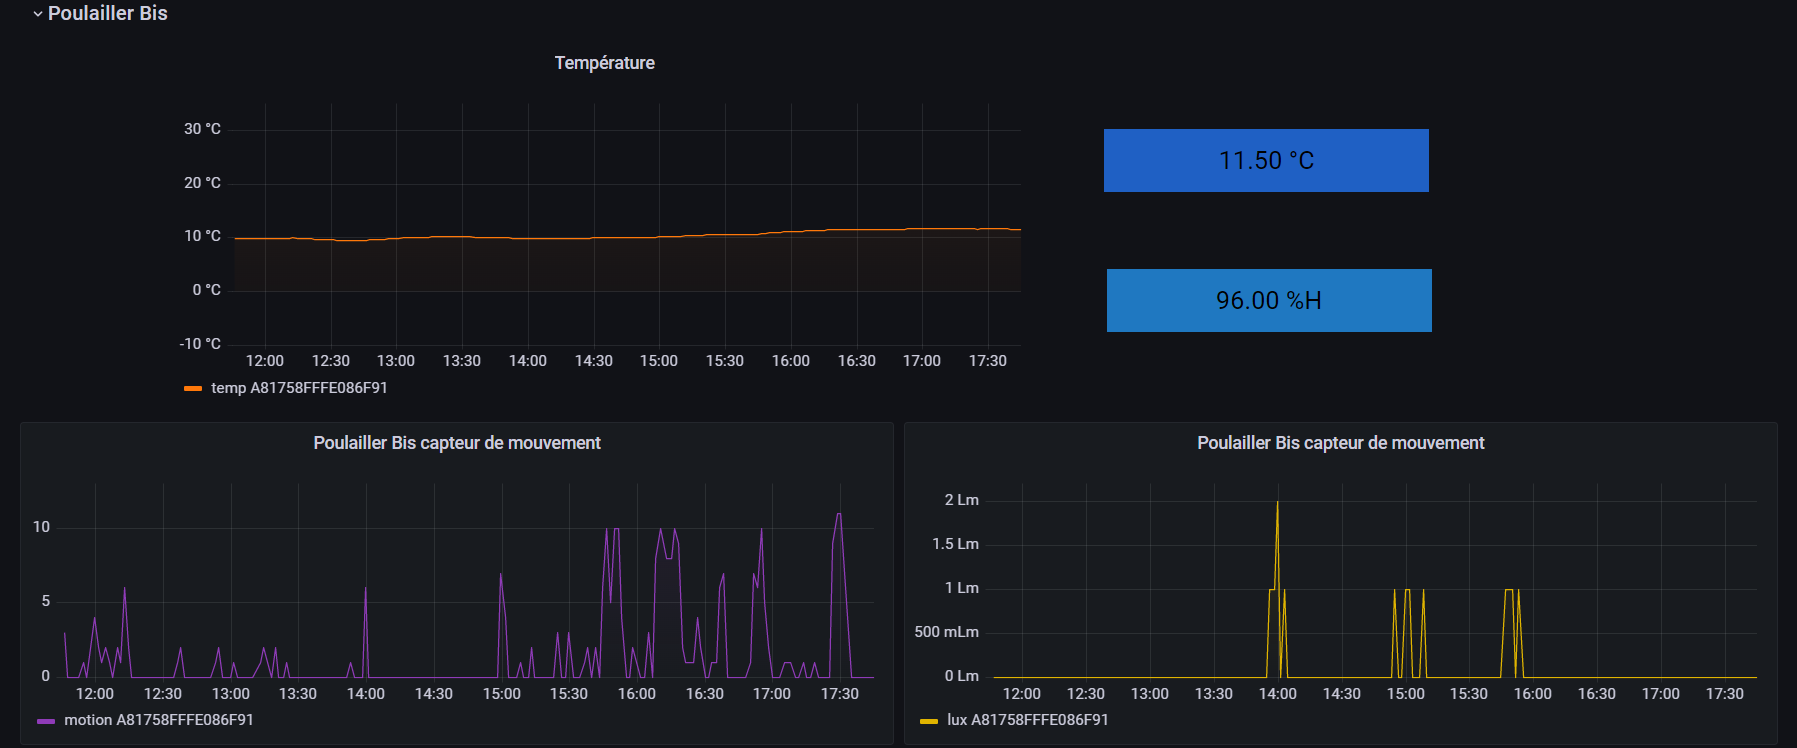 Poulailler Bis
Température
30 °C
20 °C
10 °C
0 °C
-10 °C
12:00 12:30 13:00 13:30 14:00 14:30 15:00 15:30 16:00 16:30 17:00 17:30
temp A81758FFFE086F91
11.50 °C
96.00 %H
Poulailler Bis capteur de mouvement
10
5
0
12:00 12:30 13:00 13:30 14:00 14:30 15:00 15:30 16:00 16:30 17:00 17:30
motion A81758FFFE086F91
Poulailler Bis capteur de mouvement
2 Lm
1.5 Lm
1 Lm
500 mLm
0 Lm
12:00 12:30 13:00 13:30 14:00 14:30 15:00 15:30 16:00 16:30 17:00 17:30
lux A81758FFFE086F91